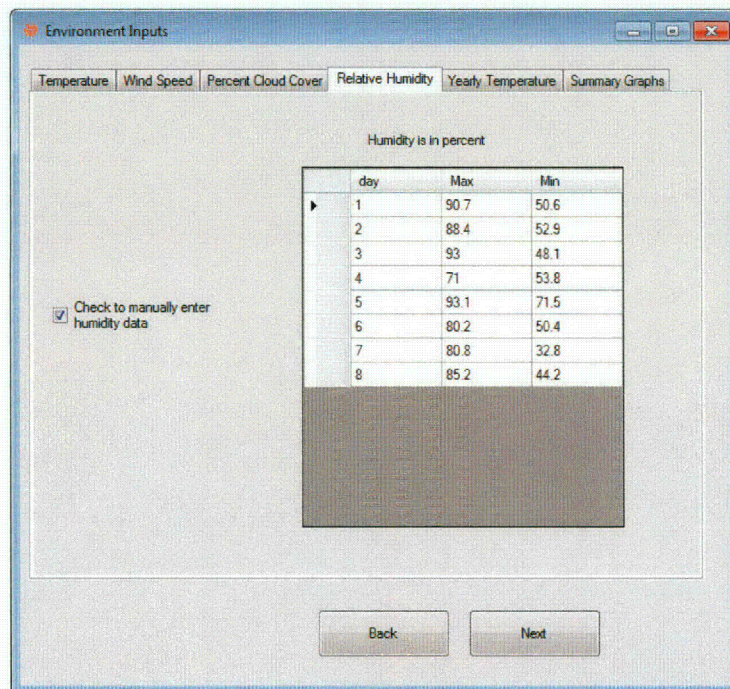 Environment Inputs
Temperature Wind Speed Percent Cloud Cover Relative Humidity Yearly Temperature Summary Graphs
Humidity is in percent
day Max Min
1 90.7 50.6
2 88.4 52.9
3 93 48.1
4 71 53.8
5 93.1 71.5
6 80.2 50.4
7 80.8 32.8
8 85.2 44.2
Check to manually enter
humidity data
Back Next